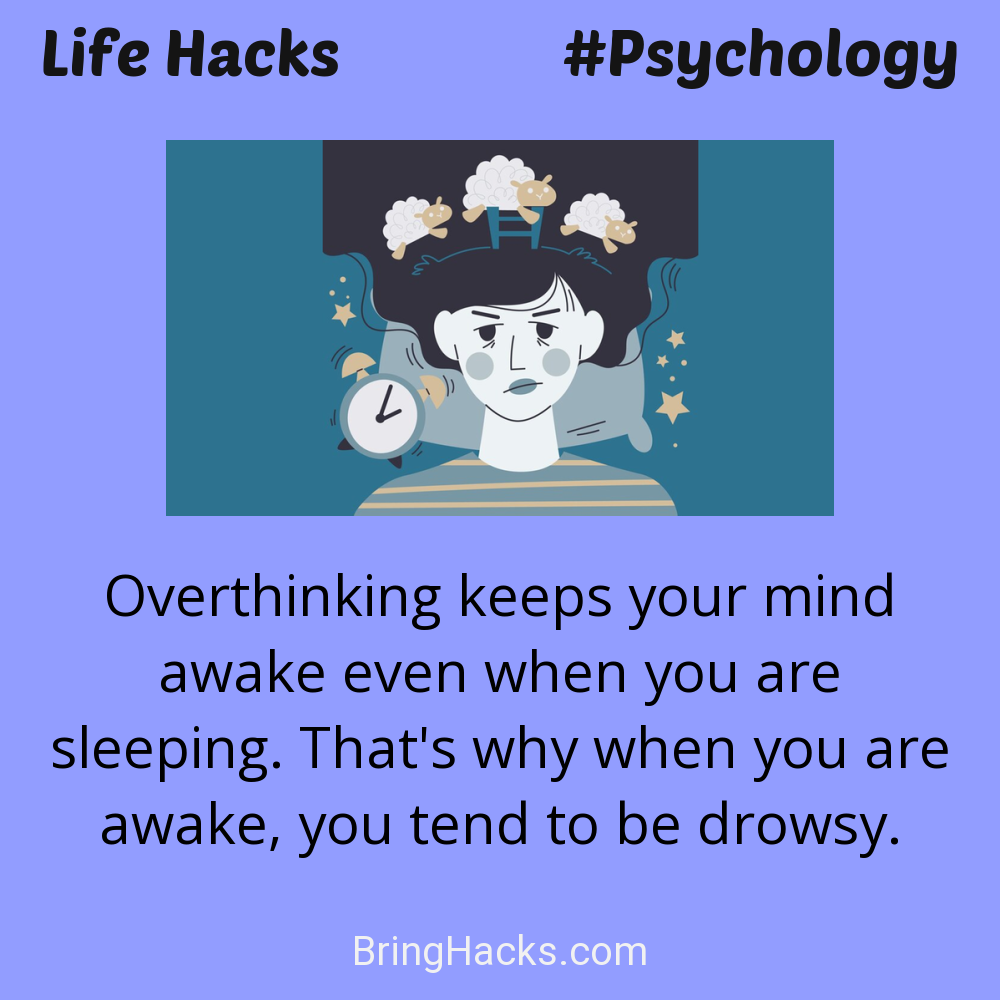 Life Hacks #Psychology
Overthinking keeps your mind
awake even when you are
sleeping. That's why when you are
awake, you tend to be drowsy.
BringHacks.com